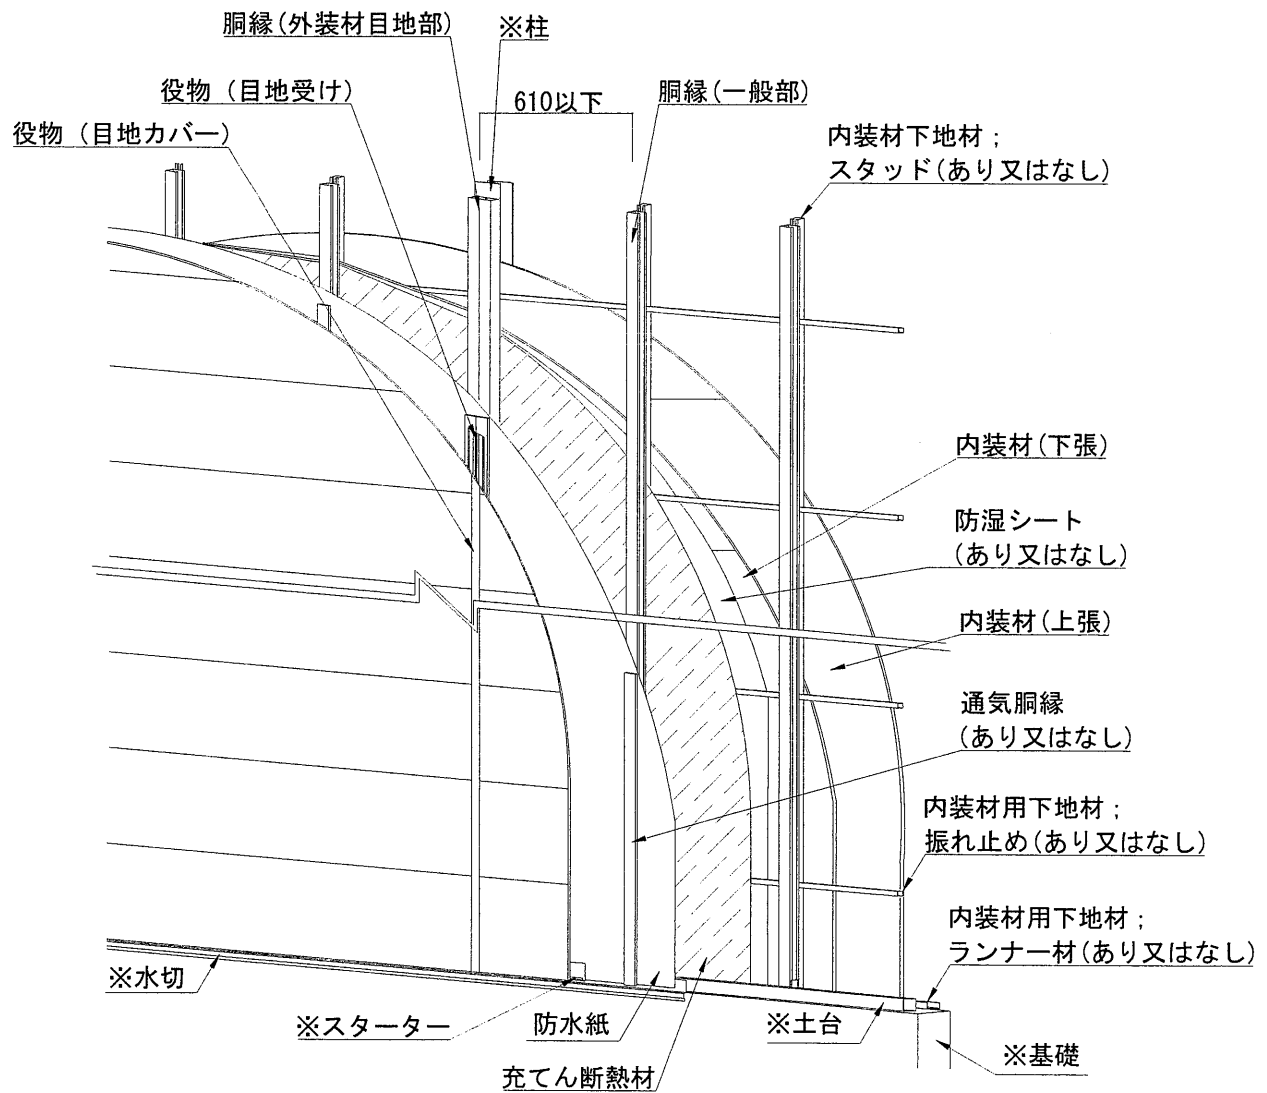 胴縁(外装材目地部)
※柱
役物(目地受け)
610以下
胴縁(一般部)
役物(目地カバー)
内装材下地材;
スタッド(あり又はなし)
内装材(下張)
防湿シート
(あり又はなし)
内装材(上張)
通気胴縁
(あり又はなし)
内装材用下地材;
振れ止め(あり又はなし)
内装材用下地材;
ランナー材(あり又はなし)
※水切
※スターター
防水紙
※土台
※基礎
充てん断熱材